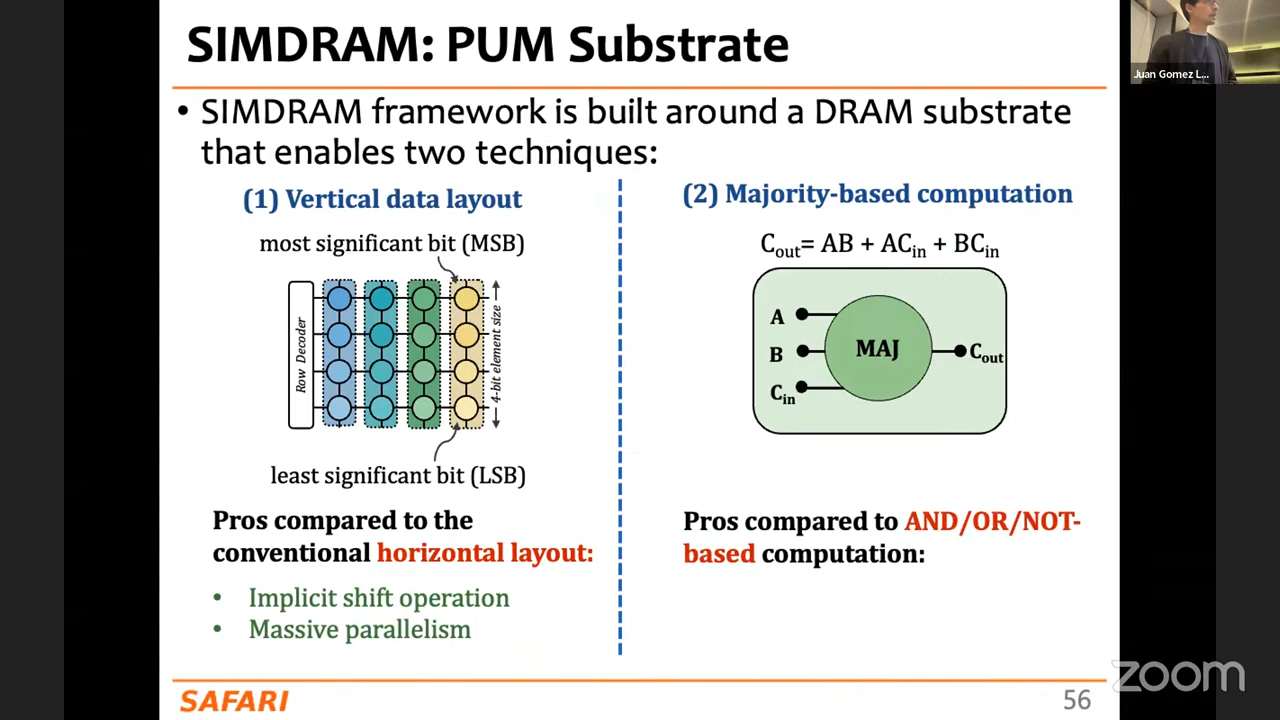 SIMDRAM: PUM Substrate
Juan Gomez L...
• SIMDRAM framework is built around a DRAM substrate
that enables two techniques:
(1) Vertical data layout
most significant bit (MSB)
Row Decoder
4-bit element size
least significant bit (LSB)
Pros compared to the
conventional horizontal layout:
• Implicit shift operation
• Massive parallelism
(2) Majority-based computation
Cout= AB + ACin + BCin
A
B
Cin
MAJ
Cout
Pros compared to AND/OR/NOT-
based computation:
SAFARI
56
zoom